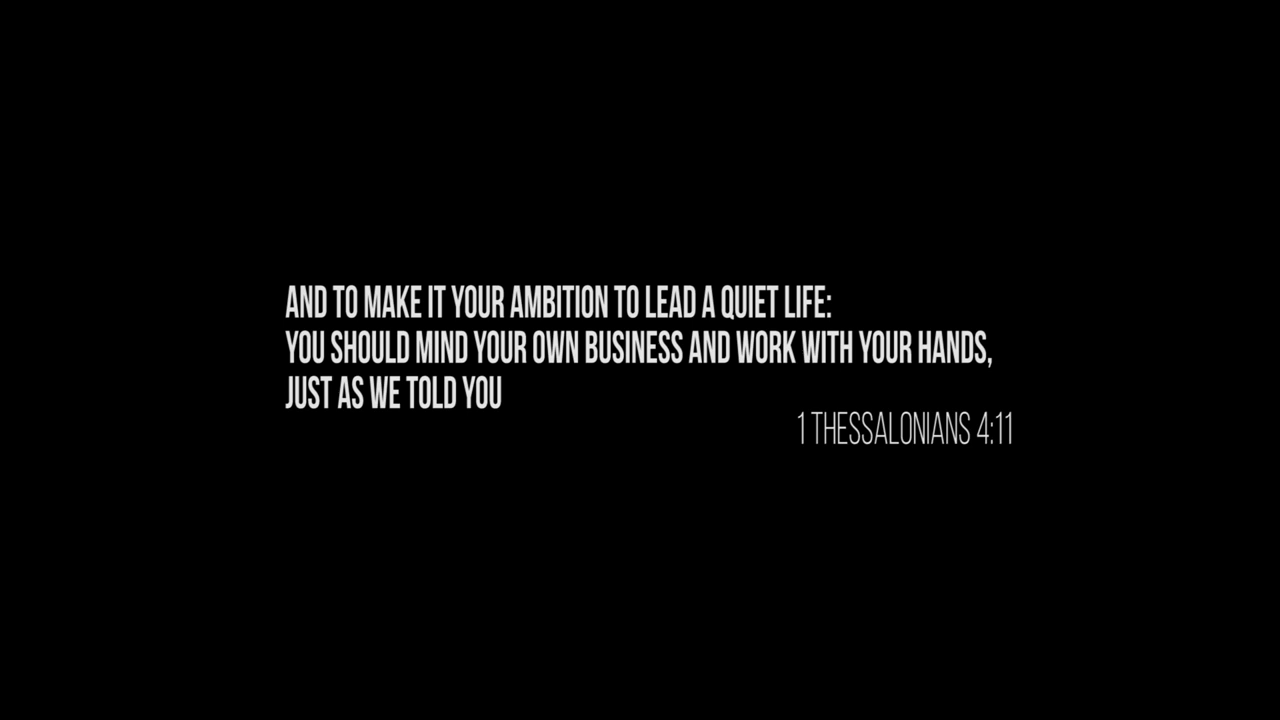 AND TO MAKE IT YOUR AMBITION TO LEAD A QUIET LIFE:
YOU SHOULD MIND YOUR OWN BUSINESS AND WORK WITH YOUR HANDS,
JUST AS WE TOLD YOU
1 THESSALONIANS 4:11